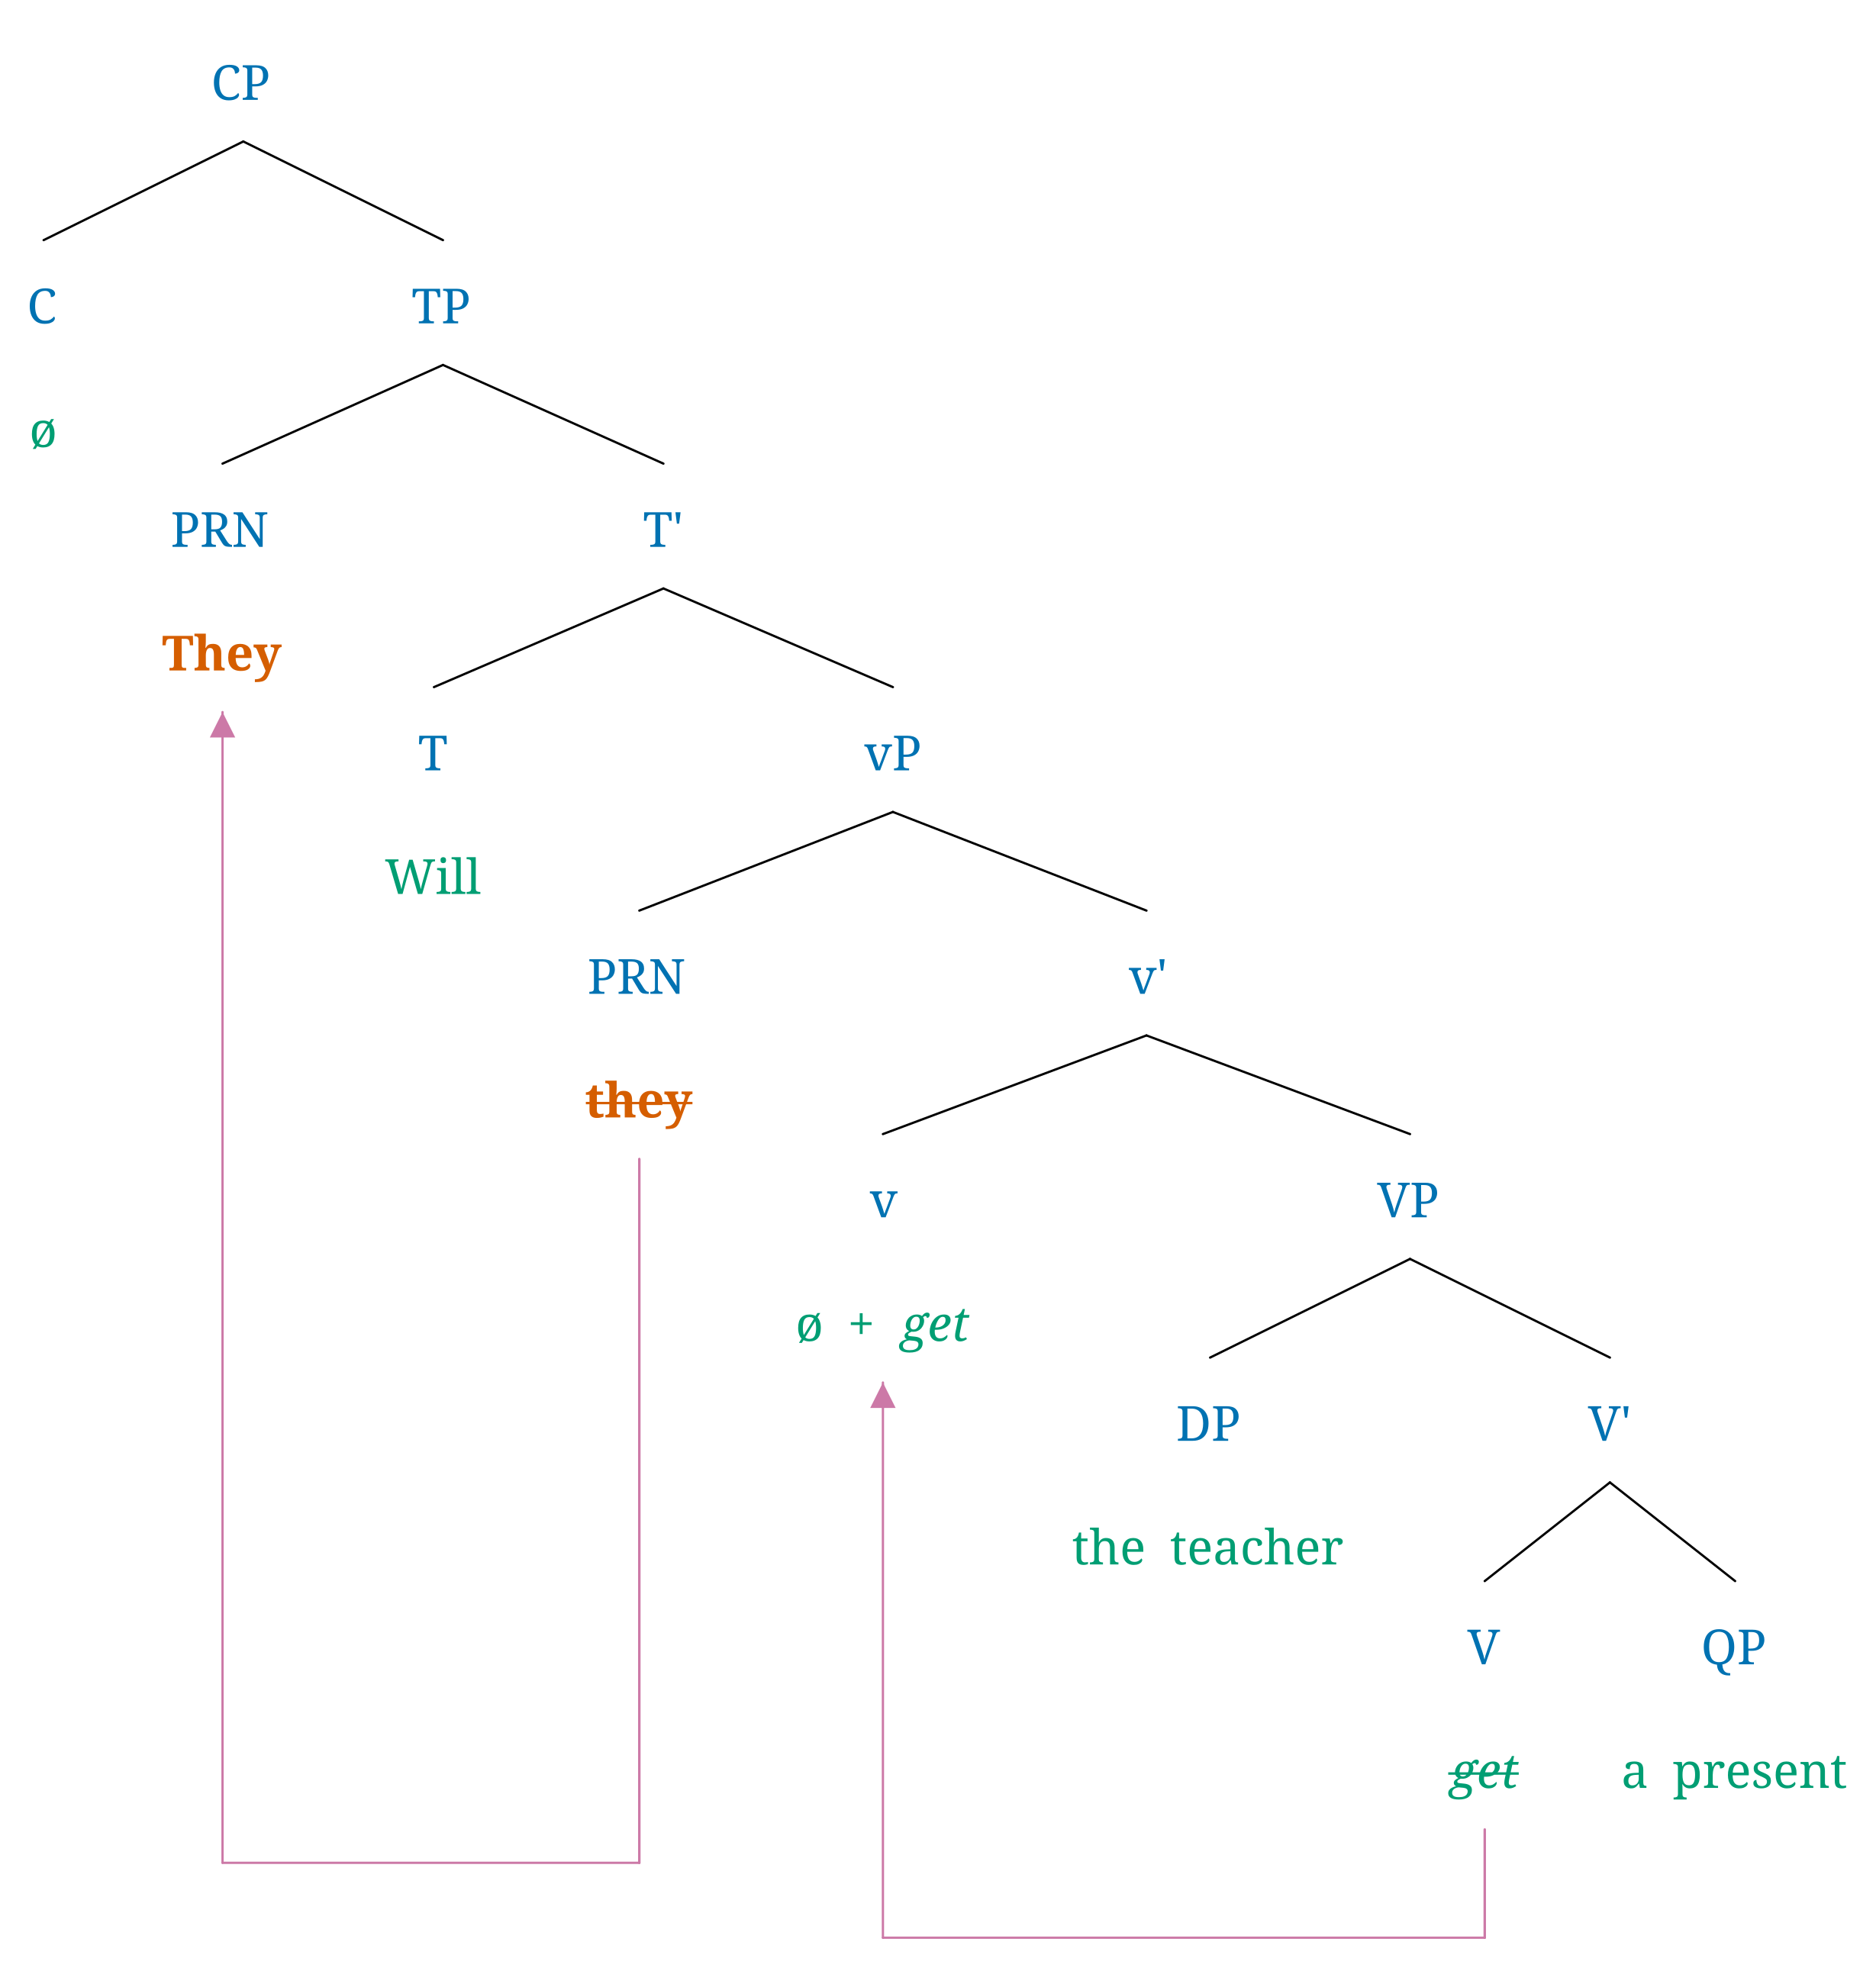 CP
C TP
ø
PRN T'
They
T vP
Will
PRN v'
they
v VP
ø + get
DP V'
the teacher
V QP
get a present